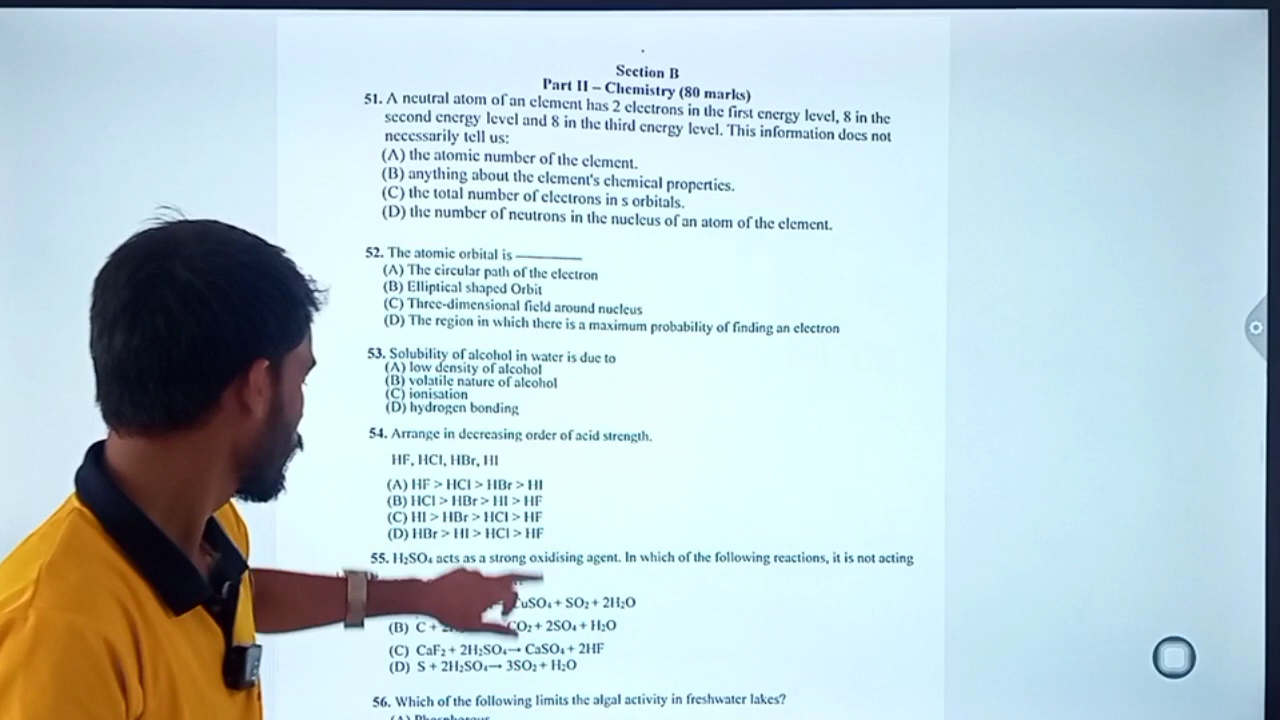 Section B
Part II – Chemistry (80 marks)
51. A neutral atom of an element has 2 electrons in the first energy level, 8 in the
second energy level and 8 in the third energy level. This information does not
necessarily tell us:
(A) the atomic number of the element.
(B) anything about the element's chemical properties.
(C) the total number of electrons in s orbitals.
(D) the number of neutrons in the nucleus of an atom of the element.
52. The atomic orbital is ________
(A) The circular path of the electron
(B) Elliptical shaped Orbit
(C) Three-dimensional field around nucleus
(D) The region in which there is a maximum probability of finding an electron
53. Solubility of alcohol in water is due to
(A) low density of alcohol
(B) volatile nature of alcohol
(C) ionisation
(D) hydrogen bonding
54. Arrange in decreasing order of acid strength.
HF, HCl, HBr, HI
(A) HF > HCl > HBr > HI
(B) HCl > HBr > HI > HF
(C) HI > HBr > HCl > HF
(D) HBr > HI > HCl > HF
55. H₂SO₄ acts as a strong oxidising agent. In which of the following reactions, it is not acting
uSO₄ + SO₂ + 2H₂O
(B) C + CO₂ + 2SO₄ + H₂O
(C) CaF₂ + 2H₂SO₄→ CaSO₄ + 2HF
(D) S + 2H₂SO₄→ 3SO₂ + H₂O
56. Which of the following limits the algal activity in freshwater lakes?